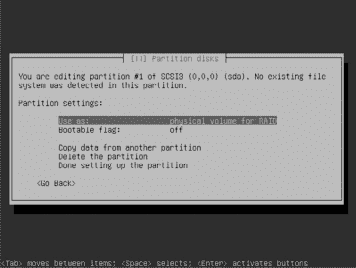 [!!] Partition disks
You are editing partition #1 of SCSI3 (0,0,0) (sda). No existing file
system was detected in this partition.
Partition settings:
Use as: physical volume for RAID
Bootable flag: off
Copy data from another partition
Delete the partition
Done setting up the partition
<Go Back>
<Tab> moves between items; <Space> selects; <Enter> activates buttons